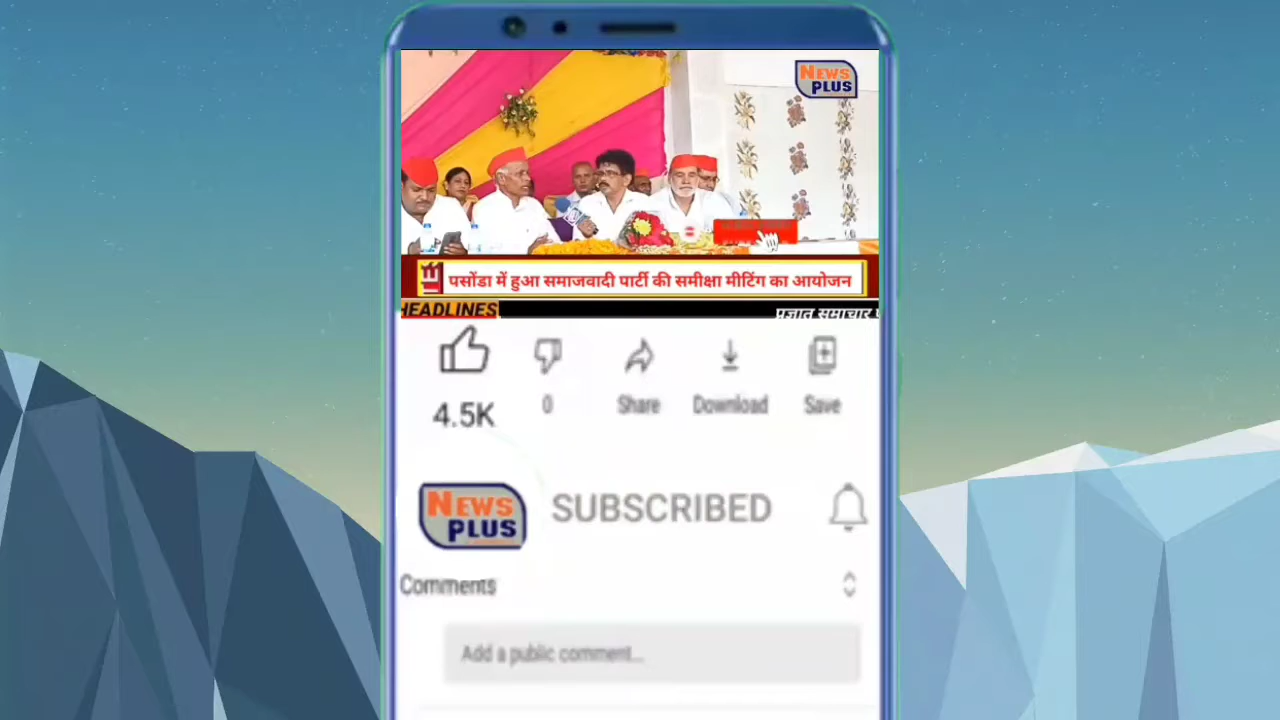 NEWS
PLUS
पसोंडा में हुआ समाजवादी पार्टी की समीक्षा मीटिंग का आयोजन
HEADLINES
समाचार
4.5K
0
Share
Download
Save
NEWS
PLUS
SUBSCRIBED
Comments
Add a public comment...